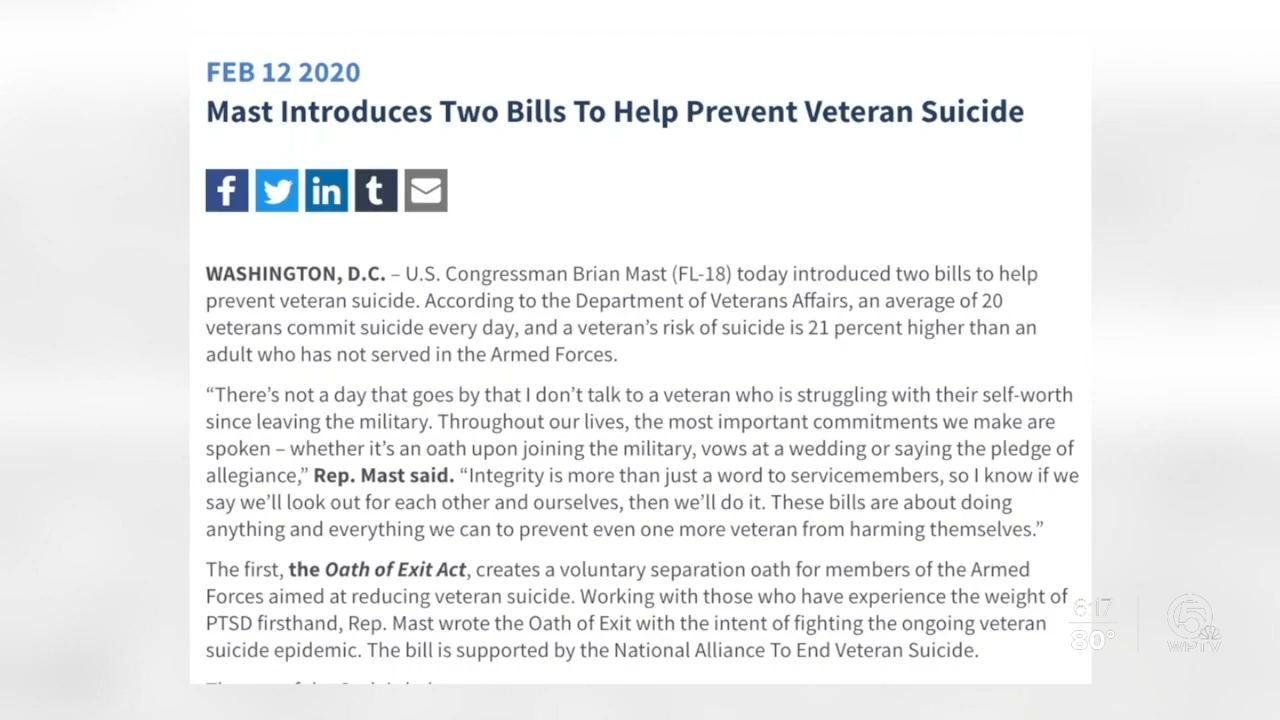 FEB 12 2020
Mast Introduces Two Bills To Help Prevent Veteran Suicide
f in t
WASHINGTON, D.C. – U.S. Congressman Brian Mast (FL-18) today introduced two bills to help
prevent veteran suicide. According to the Department of Veterans Affairs, an average of 20
veterans commit suicide every day, and a veteran’s risk of suicide is 21 percent higher than an
adult who has not served in the Armed Forces.
“There’s not a day that goes by that I don’t talk to a veteran who is struggling with their self-worth
since leaving the military. Throughout our lives, the most important commitments we make are
spoken – whether it’s an oath upon joining the military, vows at a wedding or saying the pledge of
allegiance,” Rep. Mast said. “Integrity is more than just a word to servicemembers, so I know if we
say we’ll look out for each other and ourselves, then we’ll do it. These bills are about doing
anything and everything we can to prevent even one more veteran from harming themselves.”
The first, the Oath of Exit Act, creates a voluntary separation oath for members of the Armed
Forces aimed at reducing veteran suicide. Working with those who have experience the weight of
PTSD firsthand, Rep. Mast wrote the Oath of Exit with the intent of fighting the ongoing veteran
suicide epidemic. The bill is supported by the National Alliance To End Veteran Suicide.
6:17
80°
5
WPTV